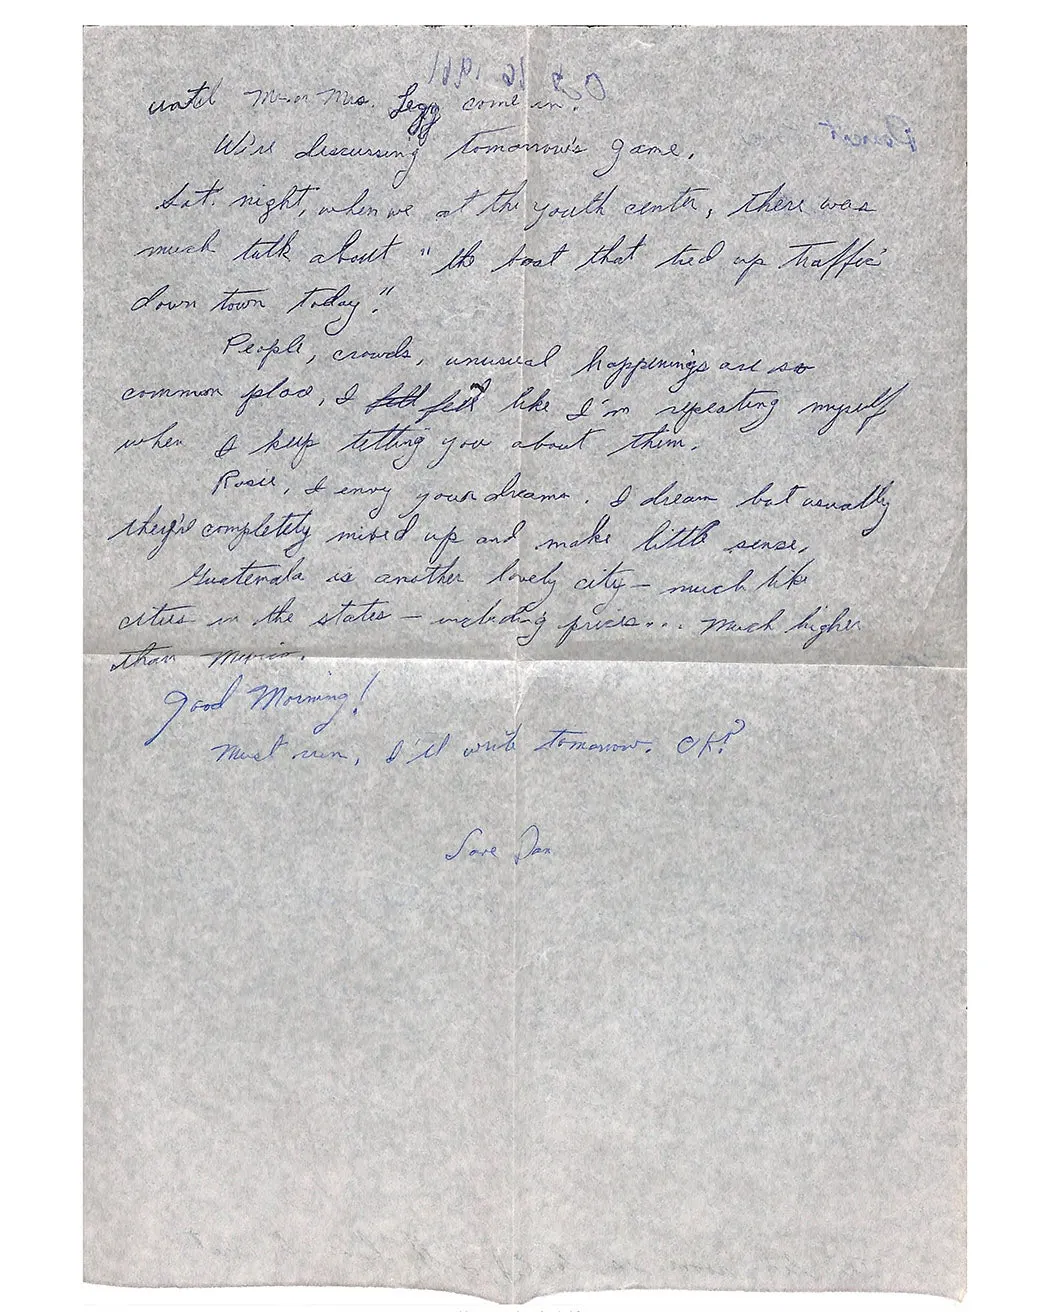 until Mr. or Mrs. Legg come in.
We're discussing tomorrow's game.
Sat. night, when we at the youth center, there was
much talk about "the boat that tied up traffic
down town today".
People, crowds, unusual happenings are so
common place, I felt feel like I'm repeating myself
when I keep telling you about them.
Rosie, I envy your dreams. I dream but usually
they're completely mixed up and make little sense.
Guatemala is another lovely city – much like
cities in the states – including prices... Much higher
than Mexico.
Good Morning!
Must run, I'll write tomorrow. OK?
Love Dan